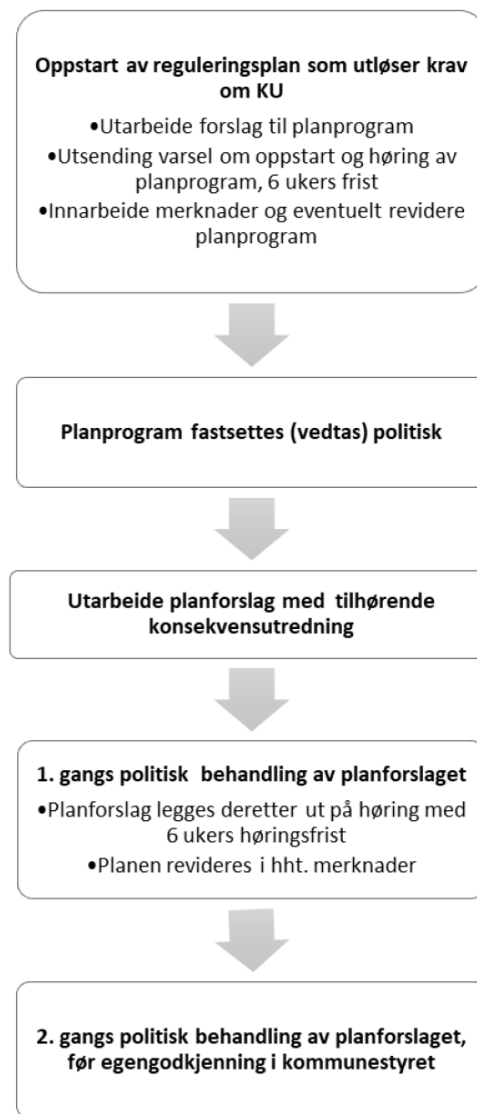 Oppstart av reguleringsplan som utløser krav
om KU
•Utarbeide forslag til planprogram
•Utsending varsel om oppstart og høring av
planprogram, 6 ukers frist
•Innarbeide merknader og eventuelt revidere
planprogram
Planprogram fastsettes (vedtas) politisk
Utarbeide planforslag med tilhørende
konsekvensutredning
1. gangs politisk behandling av planforslaget
•Planforslag legges deretter ut på høring med
6 ukers høringsfrist
•Planen revideres i hht. merknader
2. gangs politisk behandling av planforslaget,
før egengodkjenning i kommunestyret